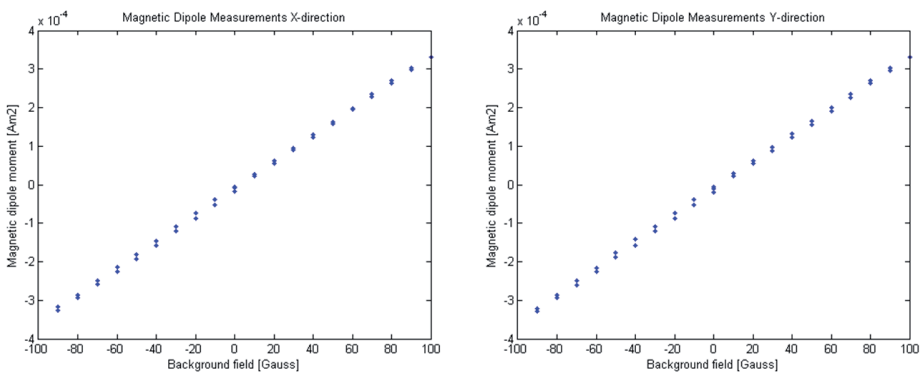 Magnetic Dipole Measurements X-direction
x 10^-4
4
3
2
1
0
-1
-2
-3
-4
Magnetic dipole moment [Am2]
-100 -80 -60 -40 -20 0 20 40 60 80 100
Background field [Gauss]
Magnetic Dipole Measurements Y-direction
x 10^-4
4
3
2
1
0
-1
-2
-3
-4
Magnetic dipole moment [Am2]
-100 -80 -60 -40 -20 0 20 40 60 80 100
Background field [Gauss]